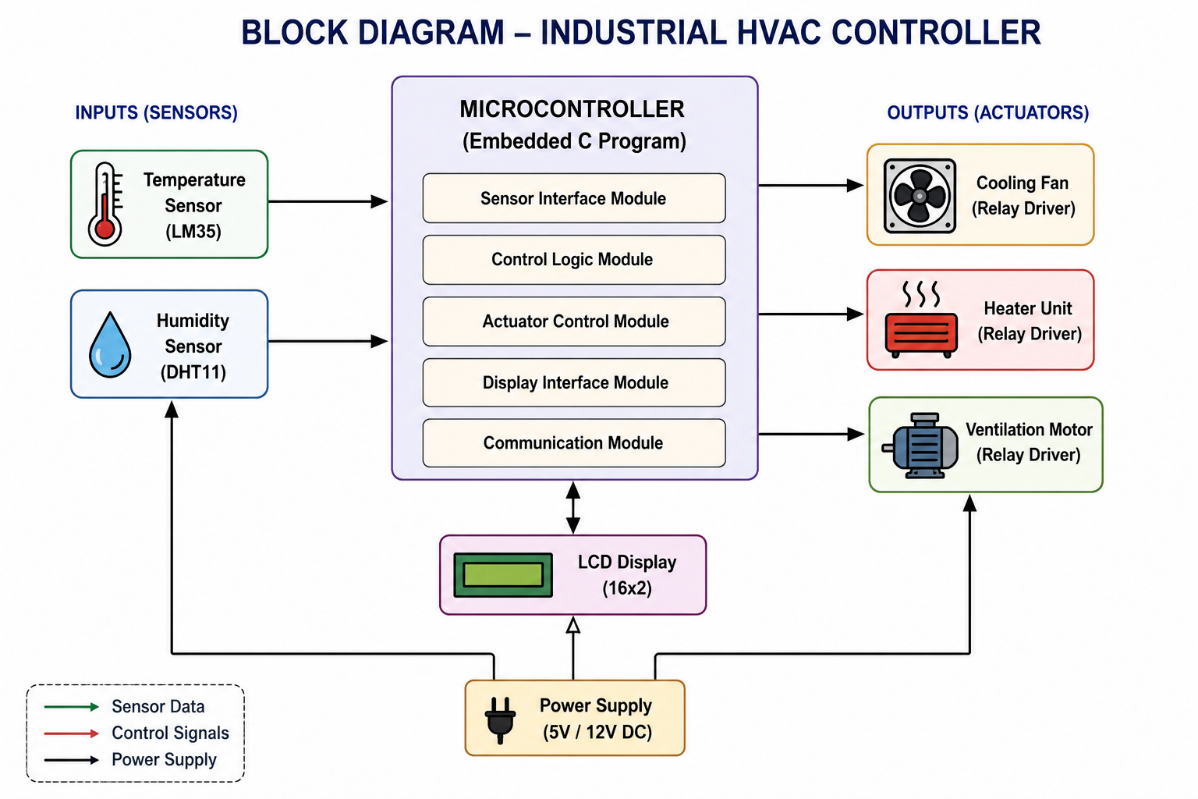 BLOCK DIAGRAM – INDUSTRIAL HVAC CONTROLLER
INPUTS (SENSORS)
Temperature
Sensor
(LM35)
Humidity
Sensor
(DHT11)
MICROCONTROLLER
(Embedded C Program)
Sensor Interface Module
Control Logic Module
Actuator Control Module
Display Interface Module
Communication Module
OUTPUTS (ACTUATORS)
Cooling Fan
(Relay Driver)
Heater Unit
(Relay Driver)
Ventilation Motor
(Relay Driver)
LCD Display
(16x2)
Power Supply
(5V / 12V DC)
Sensor Data
Control Signals
Power Supply